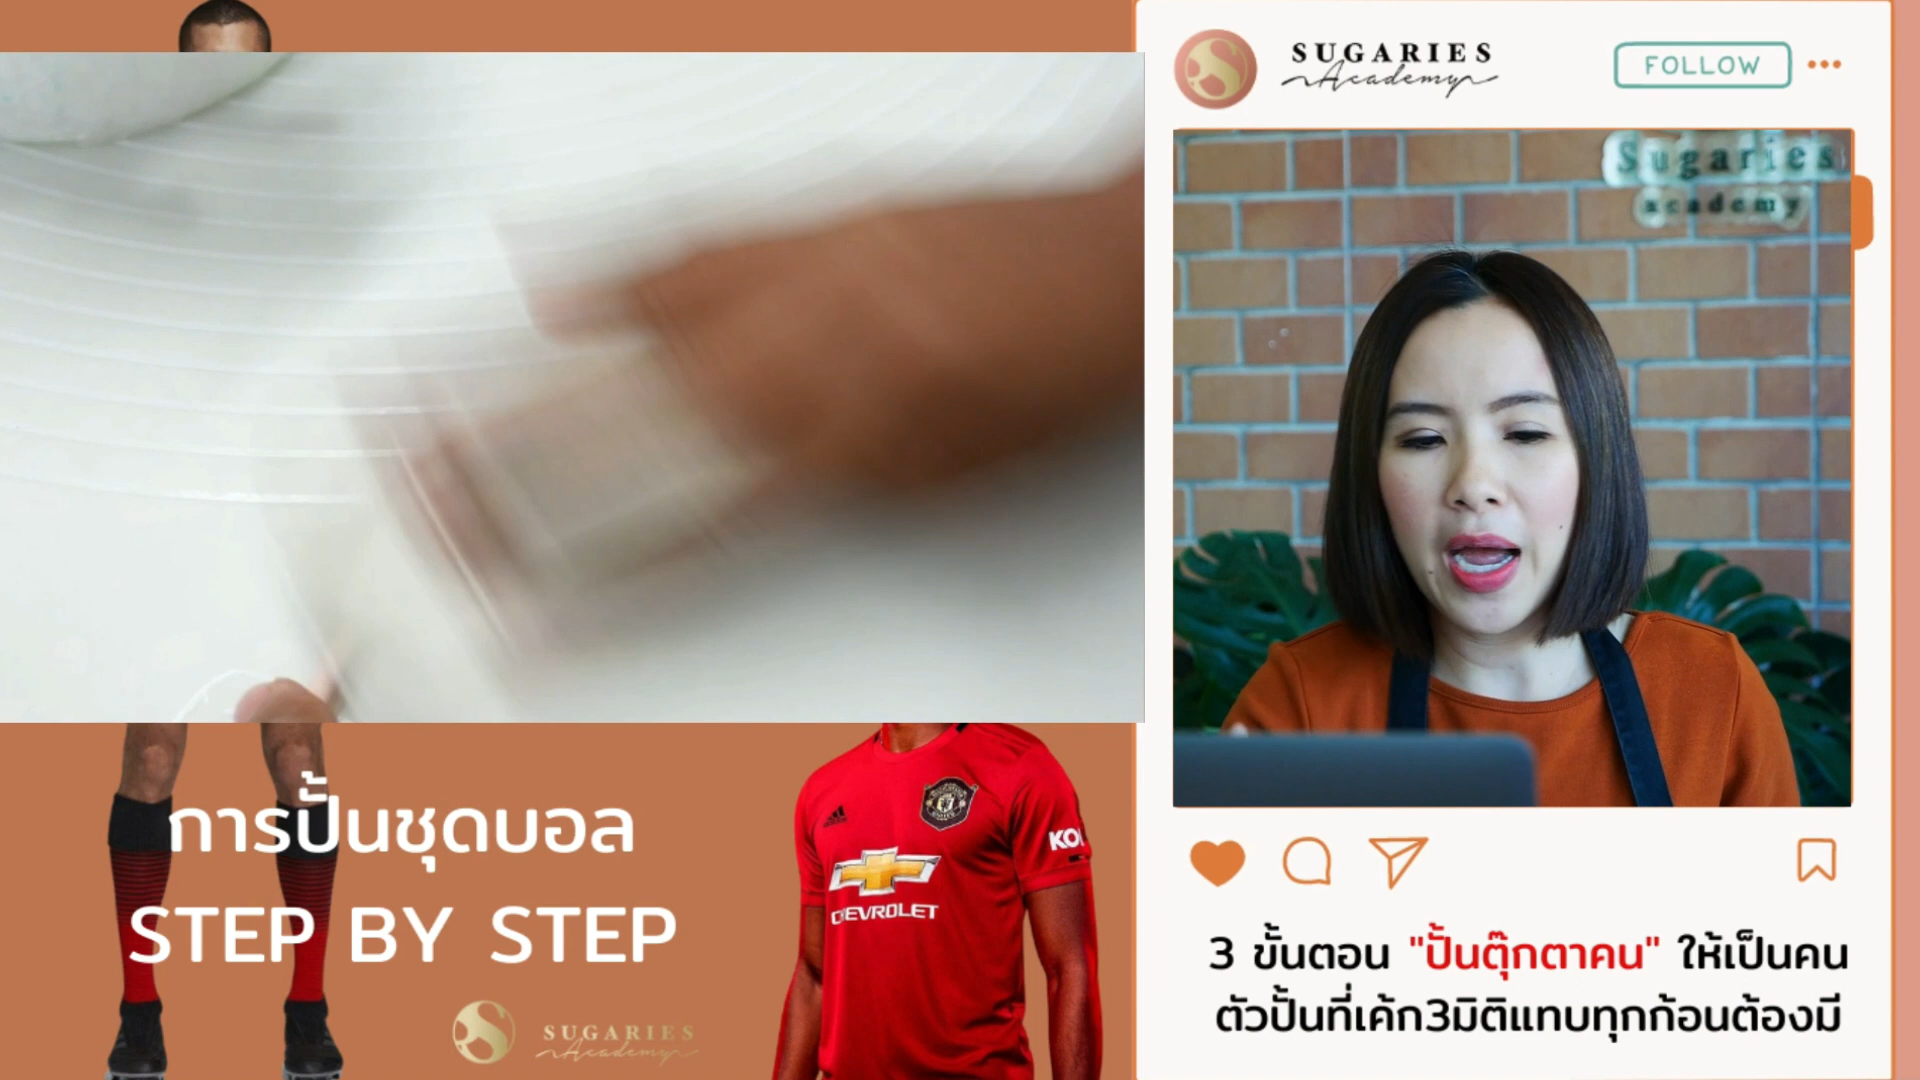 SUGARIES
Academy
FOLLOW
Sugaries
academy
การปั้นชุดบอล
STEP BY STEP
SUGARIES
Academy
CHEVROLET
3 ขั้นตอน "ปั้นตุ๊กตาคน" ให้เป็นคน
ตัวปั้นที่เค้ก3มิติแทบทุกก้อนต้องมี